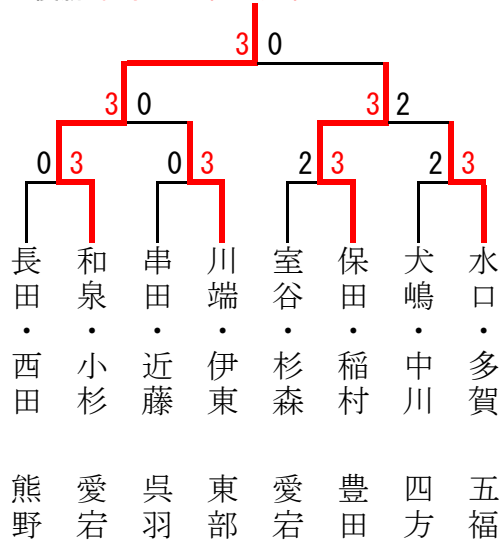 3 0
3 0 3 2
0 3 0 3 2 3 2 3
長田・西田 熊野
和泉・小杉 愛宕
串田・近藤 呉羽
川端・伊東 東部
室谷・杉森 愛宕
保田・稲村 豊田
犬嶋・中川 四方
水口・多賀 五福